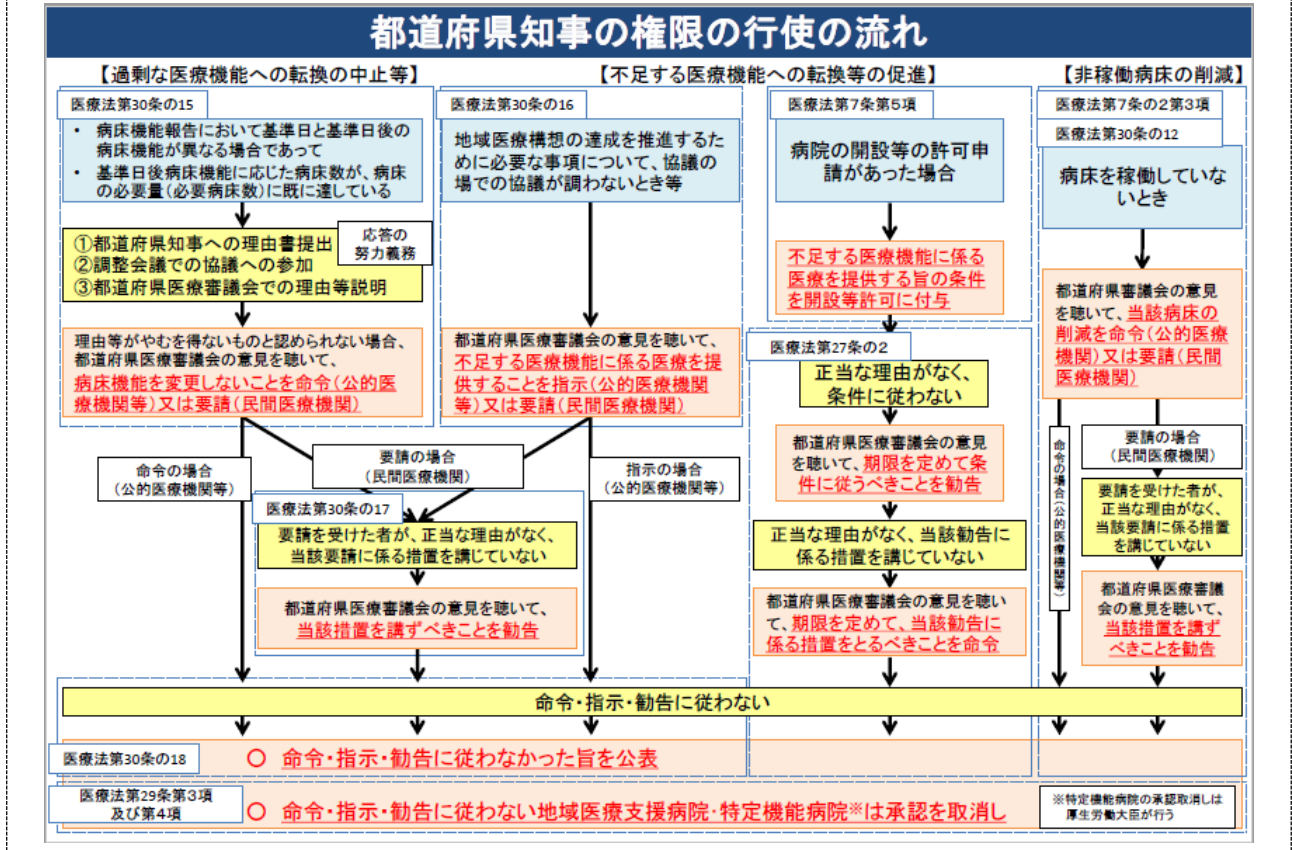 都道府県知事の権限の行使の流れ
【過剰な医療機能への転換の中止等】
医療法第30条の15
・ 病床機能報告において基準日と基準日後の
病床機能が異なる場合であって
・ 基準日後病床機能に応じた病床数が、病床
の必要量(必要病床数)に既に達している
①都道府県知事への理由書提出
②調整会議での協議への参加
③都道府県医療審議会での理由等説明
応答の
努力義務
理由等がやむを得ないものと認められない場合、
都道府県医療審議会の意見を聴いて、
病床機能を変更しないことを命令(公的医
療機関等)又は要請(民間医療機関)
【不足する医療機能への転換等の促進】
医療法第30条の16
地域医療構想の達成を推進するた
めに必要な事項について、協議の
場での協議が調わないとき等
都道府県医療審議会の意見を聴いて、
不足する医療機能に係る医療を提
供することを指示(公的医療機関
等)又は要請(民間医療機関)
命令の場合
(公的医療機関等)
要請の場合
(民間医療機関)
指示の場合
(公的医療機関等)
医療法第30条の17
要請を受けた者が、正当な理由がなく、
当該要請に係る措置を講じていない
都道府県医療審議会の意見を聴いて、
当該措置を講ずべきことを勧告
医療法第7条第5項
病院の開設等の許可申
請があった場合
不足する医療機能に係る
医療を提供する旨の条件
を開設等許可に付与
医療法第27条の2
正当な理由がなく、
条件に従わない
都道府県医療審議会の意見
を聴いて、期限を定めて条
件に従うべきことを勧告
正当な理由がなく、当該勧告に
係る措置を講じていない
都道府県医療審議会の意見を聴い
て、期限を定めて、当該勧告に
係る措置をとるべきことを命令
【非稼働病床の削減】
医療法第7条の2第3項
医療法第30条の12
病床を稼働していな
いとき
都道府県審議会の意見
を聴いて、当該病床の
削減を命令(公的医療
機関)又は要請(民間
医療機関)
命令の場合(公的医療機関等)
要請の場合
(民間医療機関)
要請を受けた者が、
正当な理由がなく、
当該要請に係る措置
を講じていない
都道府県医療審議
会の意見を聴いて、
当該措置を講ず
べきことを勧告
命令・指示・勧告に従わない
医療法第30条の18
○ 命令・指示・勧告に従わなかった旨を公表
医療法第29条第3項
及び第4項
○ 命令・指示・勧告に従わない地域医療支援病院・特定機能病院※は承認を取消し
※特定機能病院の承認取消しは
厚生労働大臣が行う